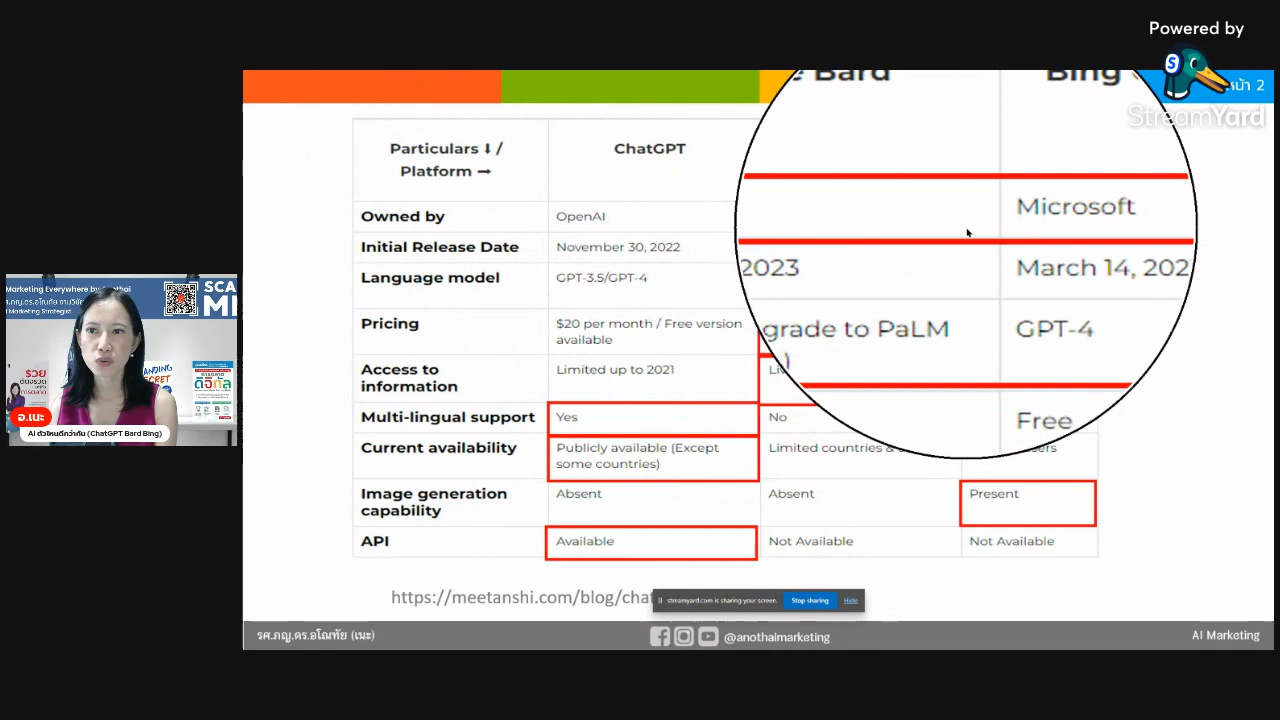 Powered by
StreamYard
น้า 2
Particulars ⬇ /
Platform ➞
ChatGPT
Bard
Bing
Owned by
OpenAI
Microsoft
Initial Release Date
November 30, 2022
2023
March 14, 202
Language model
GPT-3.5/GPT-4
grade to PaLM
)
GPT-4
Pricing
$20 per month / Free version
available
Free
Access to
information
Limited up to 2021
Multi-lingual support
Yes
No
Current availability
Publicly available (Except
some countries)
Limited countries &
Image generation
capability
Absent
Absent
Present
API
Available
Not Available
Not Available
https://meetanshi.com/blog/chat
streamyard.com is sharing your screen.
Stop sharing
Hide
รศ.ภญ.ดร.อโณทัย (เนะ)
@anothaimarketing
AI Marketing
Marketing Everywhere by
SCA
M
Marketing Strategist
รวย
อ.เนะ
ดิจิทัล
AI ตัวไหนดีกว่ากัน (ChatGPT Bard Bing)